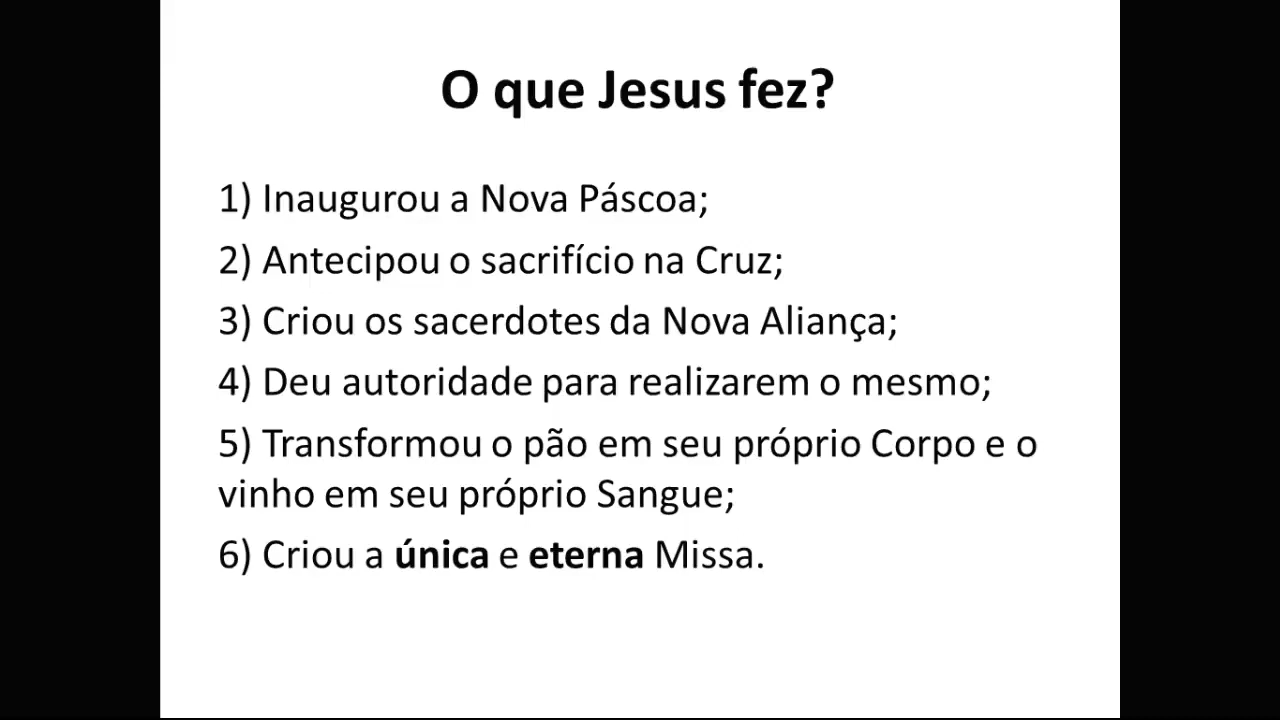 O que Jesus fez?
1) Inaugurou a Nova Páscoa;
2) Antecipou o sacrifício na Cruz;
3) Criou os sacerdotes da Nova Aliança;
4) Deu autoridade para realizarem o mesmo;
5) Transformou o pão em seu próprio Corpo e o
vinho em seu próprio Sangue;
6) Criou a única e eterna Missa.